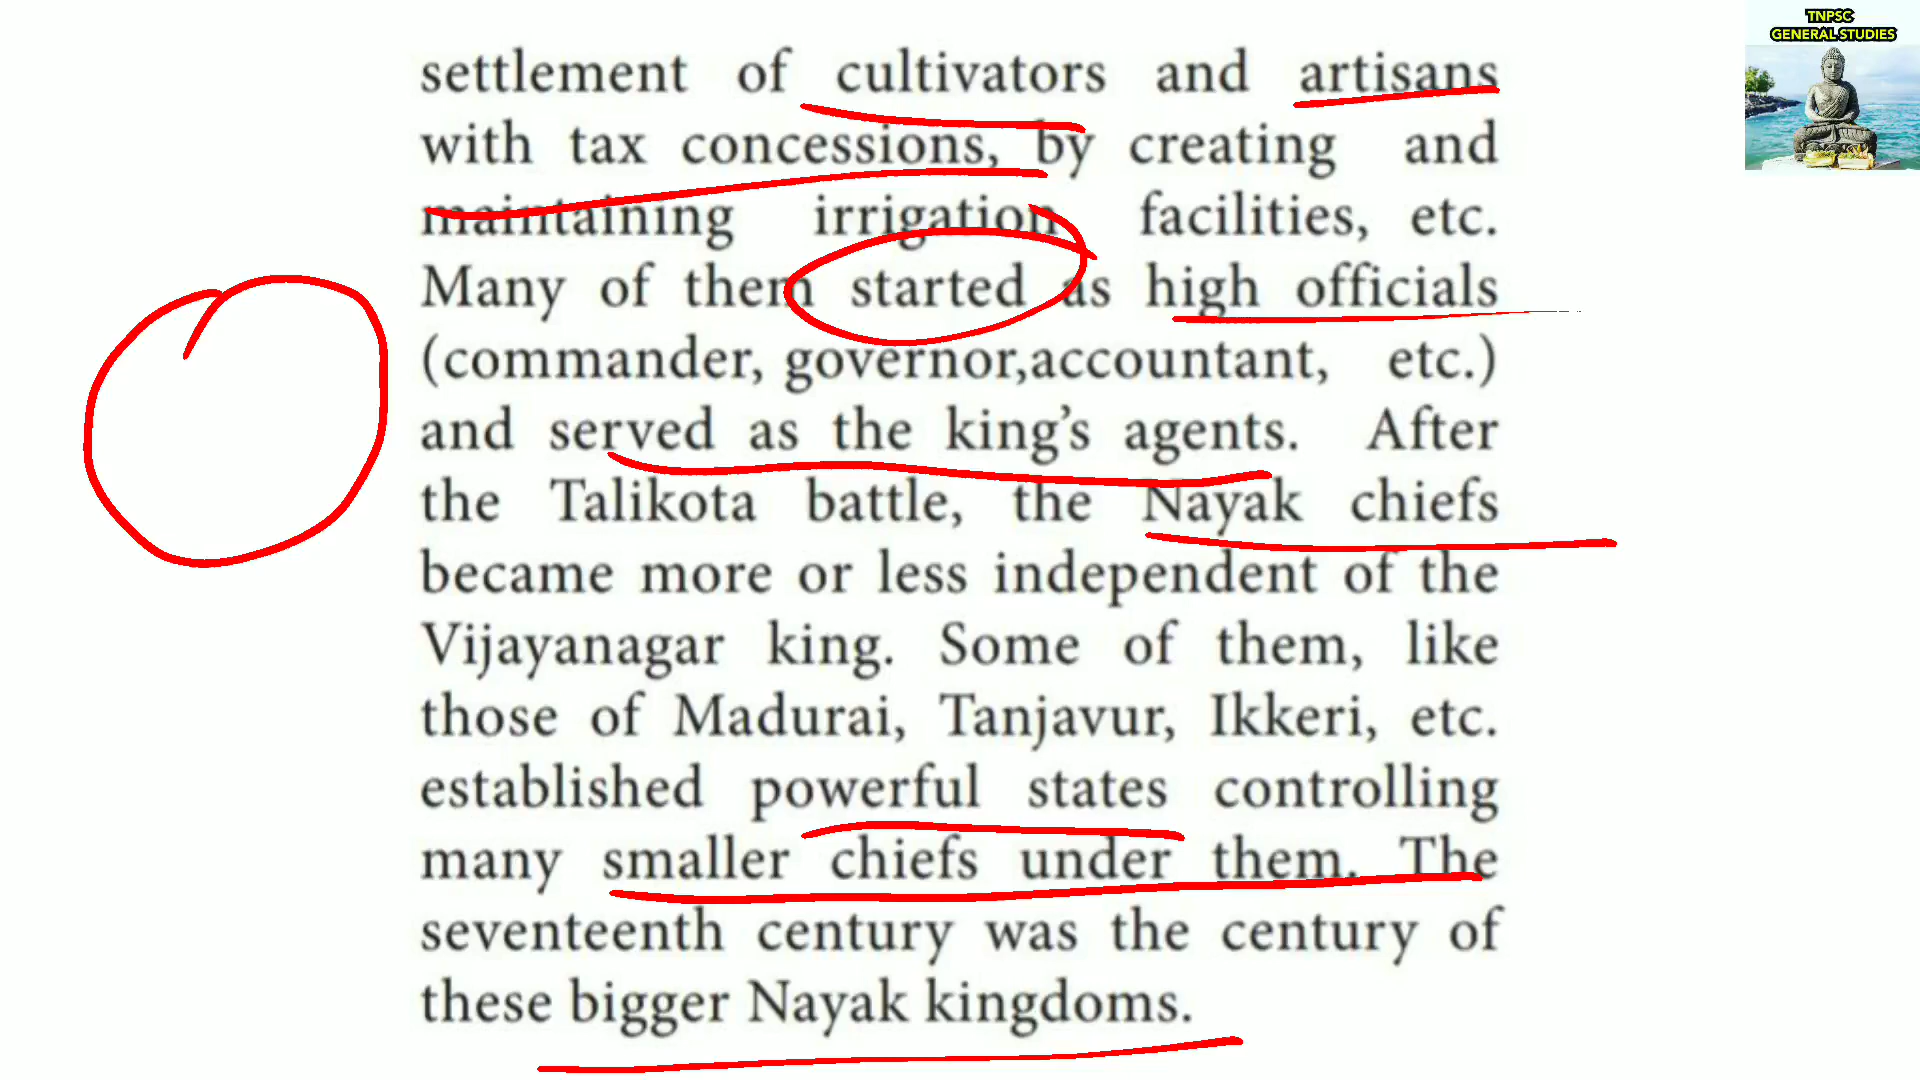 TNPSC
GENERAL STUDIES
settlement of cultivators and artisans
with tax concessions, by creating and
maintaining irrigation facilities, etc.
Many of them started as high officials
(commander, governor,accountant, etc.)
and served as the king’s agents. After
the Talikota battle, the Nayak chiefs
became more or less independent of the
Vijayanagar king. Some of them, like
those of Madurai, Tanjavur, Ikkeri, etc.
established powerful states controlling
many smaller chiefs under them. The
seventeenth century was the century of
these bigger Nayak kingdoms.